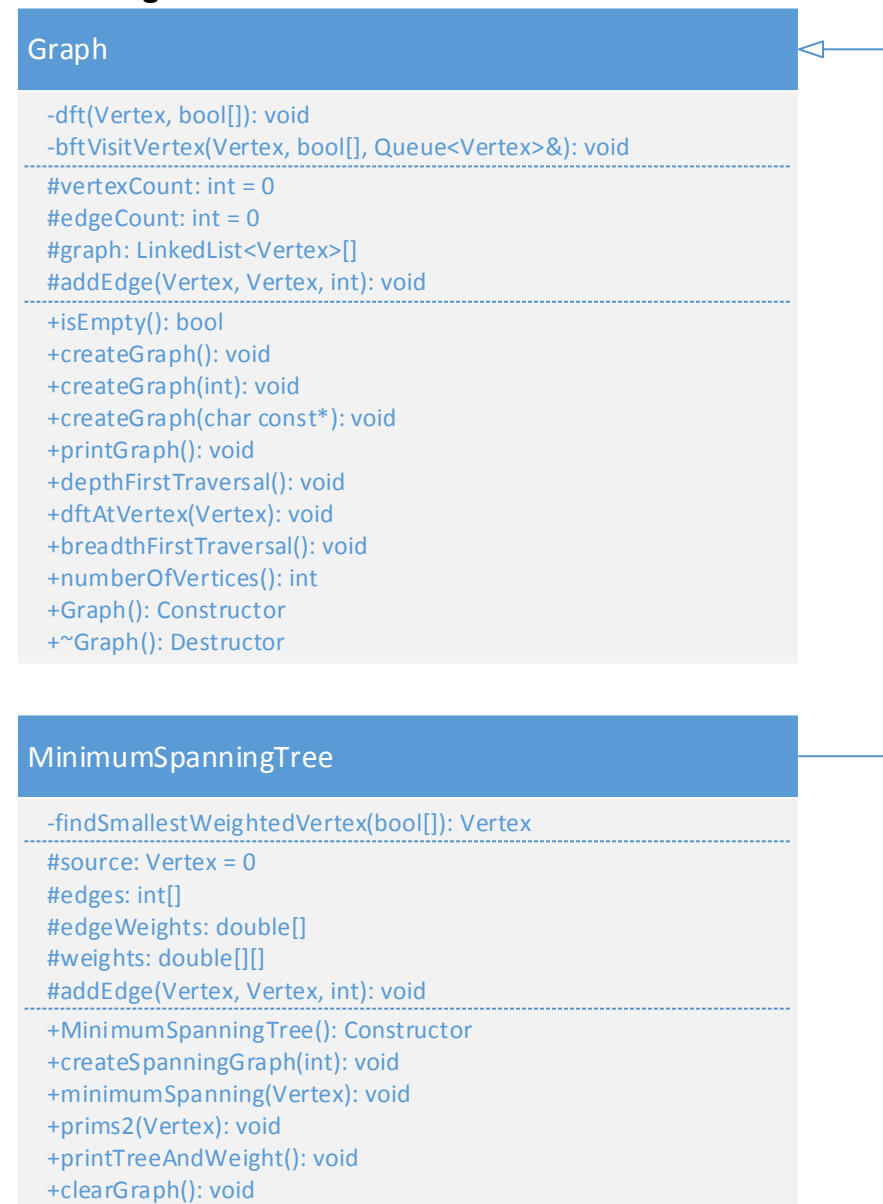 Graph
-dft(Vertex, bool[]): void
-bftVisitVertex(Vertex, bool[], Queue<Vertex>&): void
#vertexCount: int = 0
#edgeCount: int = 0
#graph: LinkedList<Vertex>[]
#addEdge(Vertex, Vertex, int): void
+isEmpty(): bool
+createGraph(): void
+createGraph(int): void
+createGraph(char const*): void
+printGraph(): void
+depthFirstTraversal(): void
+dftAtVertex(Vertex): void
+breadthFirstTraversal(): void
+numberOfVertices(): int
+Graph(): Constructor
+~Graph(): Destructor
MinimumSpanningTree
-findSmallestWeightedVertex(bool[]): Vertex
#source: Vertex = 0
#edges: int[]
#edgeWeights: double[]
#weights: double[][]
#addEdge(Vertex, Vertex, int): void
+MinimumSpanningTree(): Constructor
+createSpanningGraph(int): void
+minimumSpanning(Vertex): void
+prims2(Vertex): void
+printTreeAndWeight(): void
+clearGraph(): void